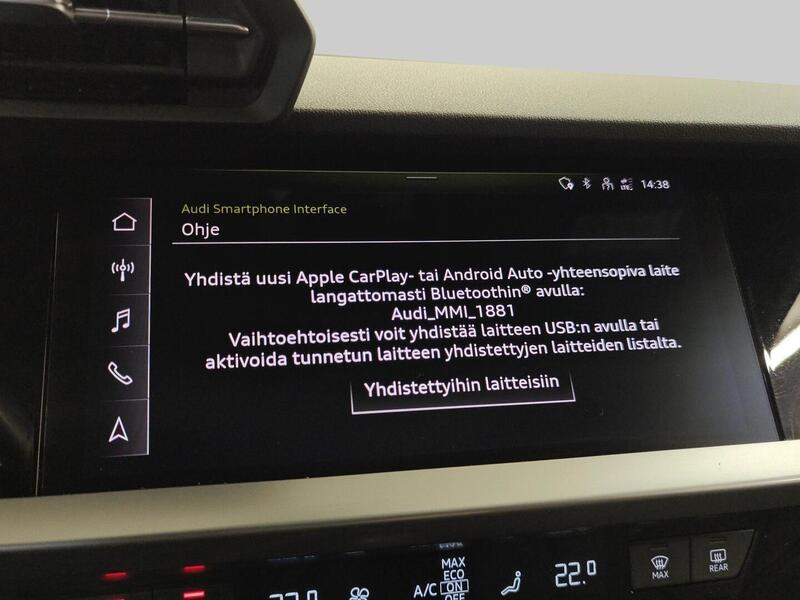 LTE 14:38
Audi Smartphone Interface
Ohje
Yhdistä uusi Apple CarPlay- tai Android Auto -yhteensopiva laite
langattomasti Bluetoothin® avulla:
Audi_MMI_1881
Vaihtoehtoisesti voit yhdistää laitteen USB:n avulla tai
aktivoida tunnetun laitteen yhdistettyjen laitteiden listalta.
Yhdistettyihin laitteisiin
MAX
ECO
A/C ON
OFF
22.0
MAX
REAR